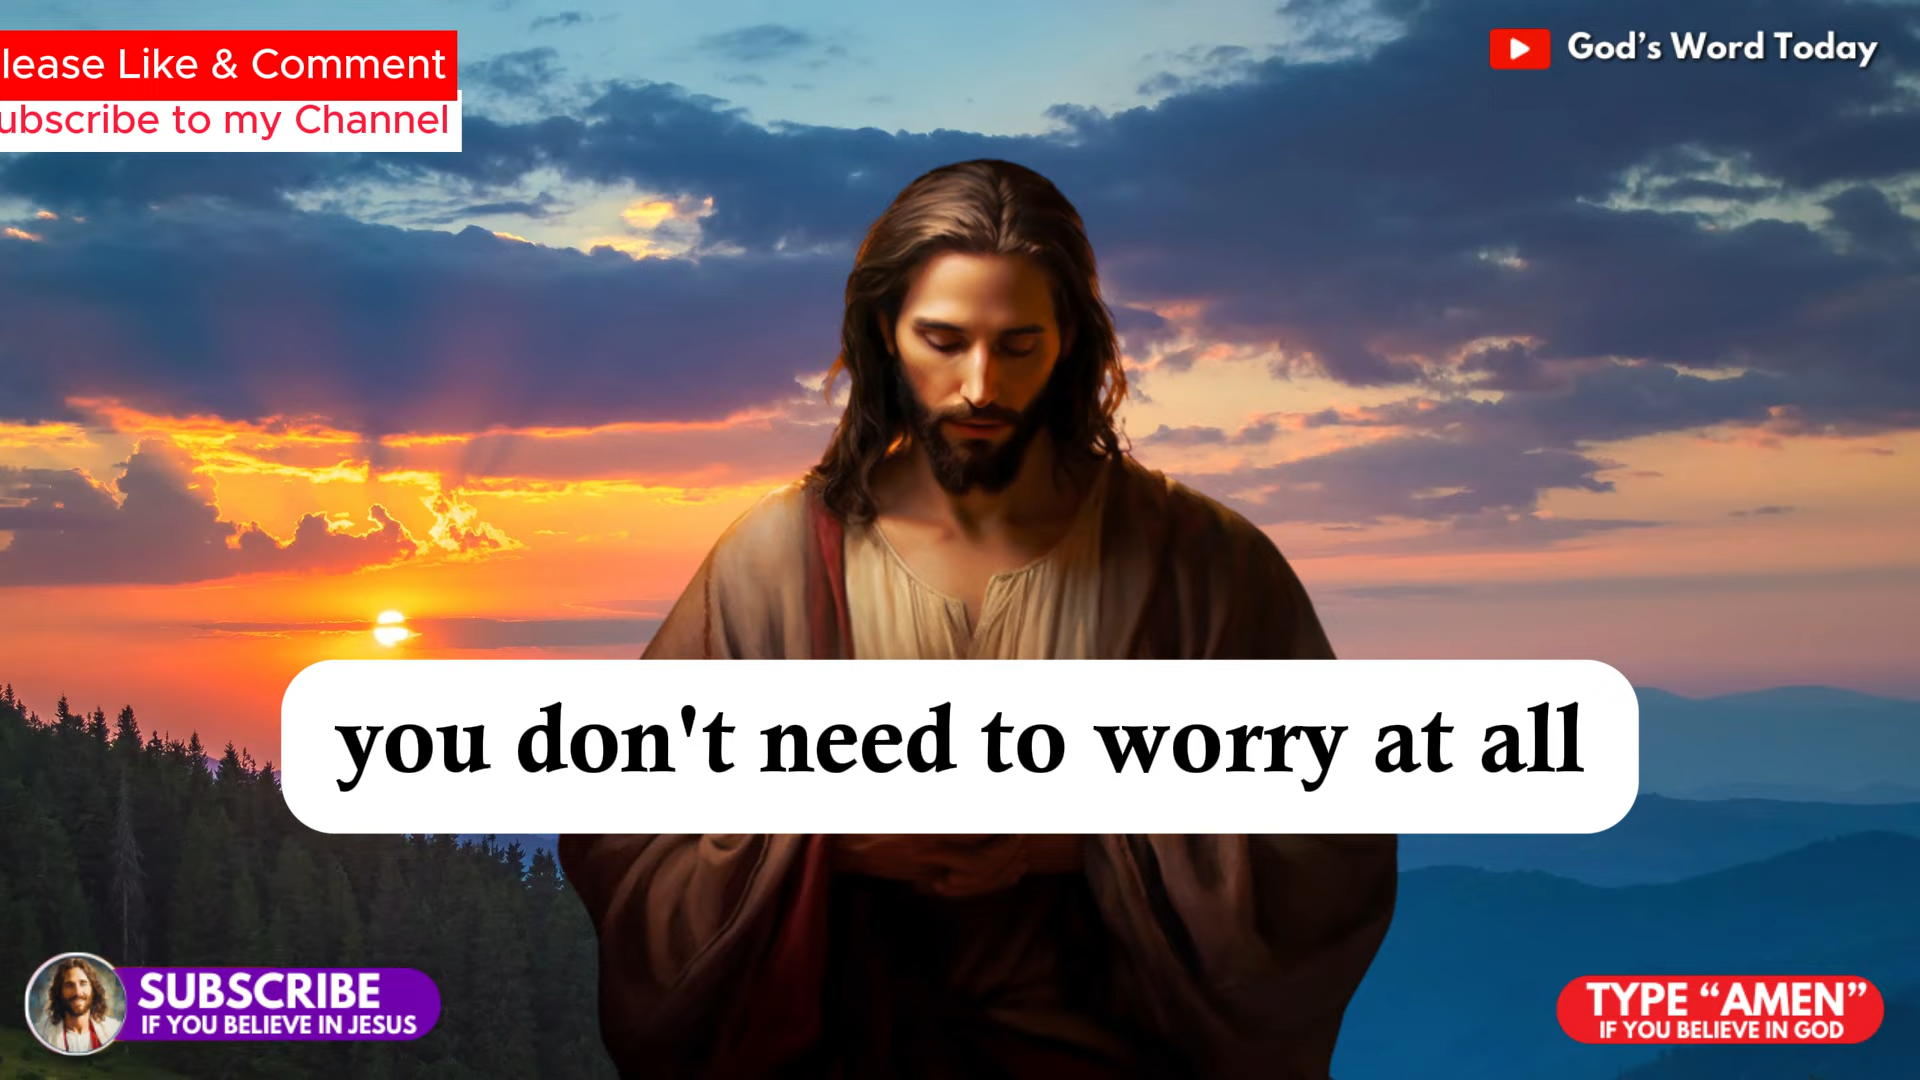 lease Like & Comment
ubscribe to my Channel
God's Word Today
you don't need to worry at all
SUBSCRIBE
IF YOU BELIEVE IN JESUS
TYPE “AMEN”
IF YOU BELIEVE IN GOD